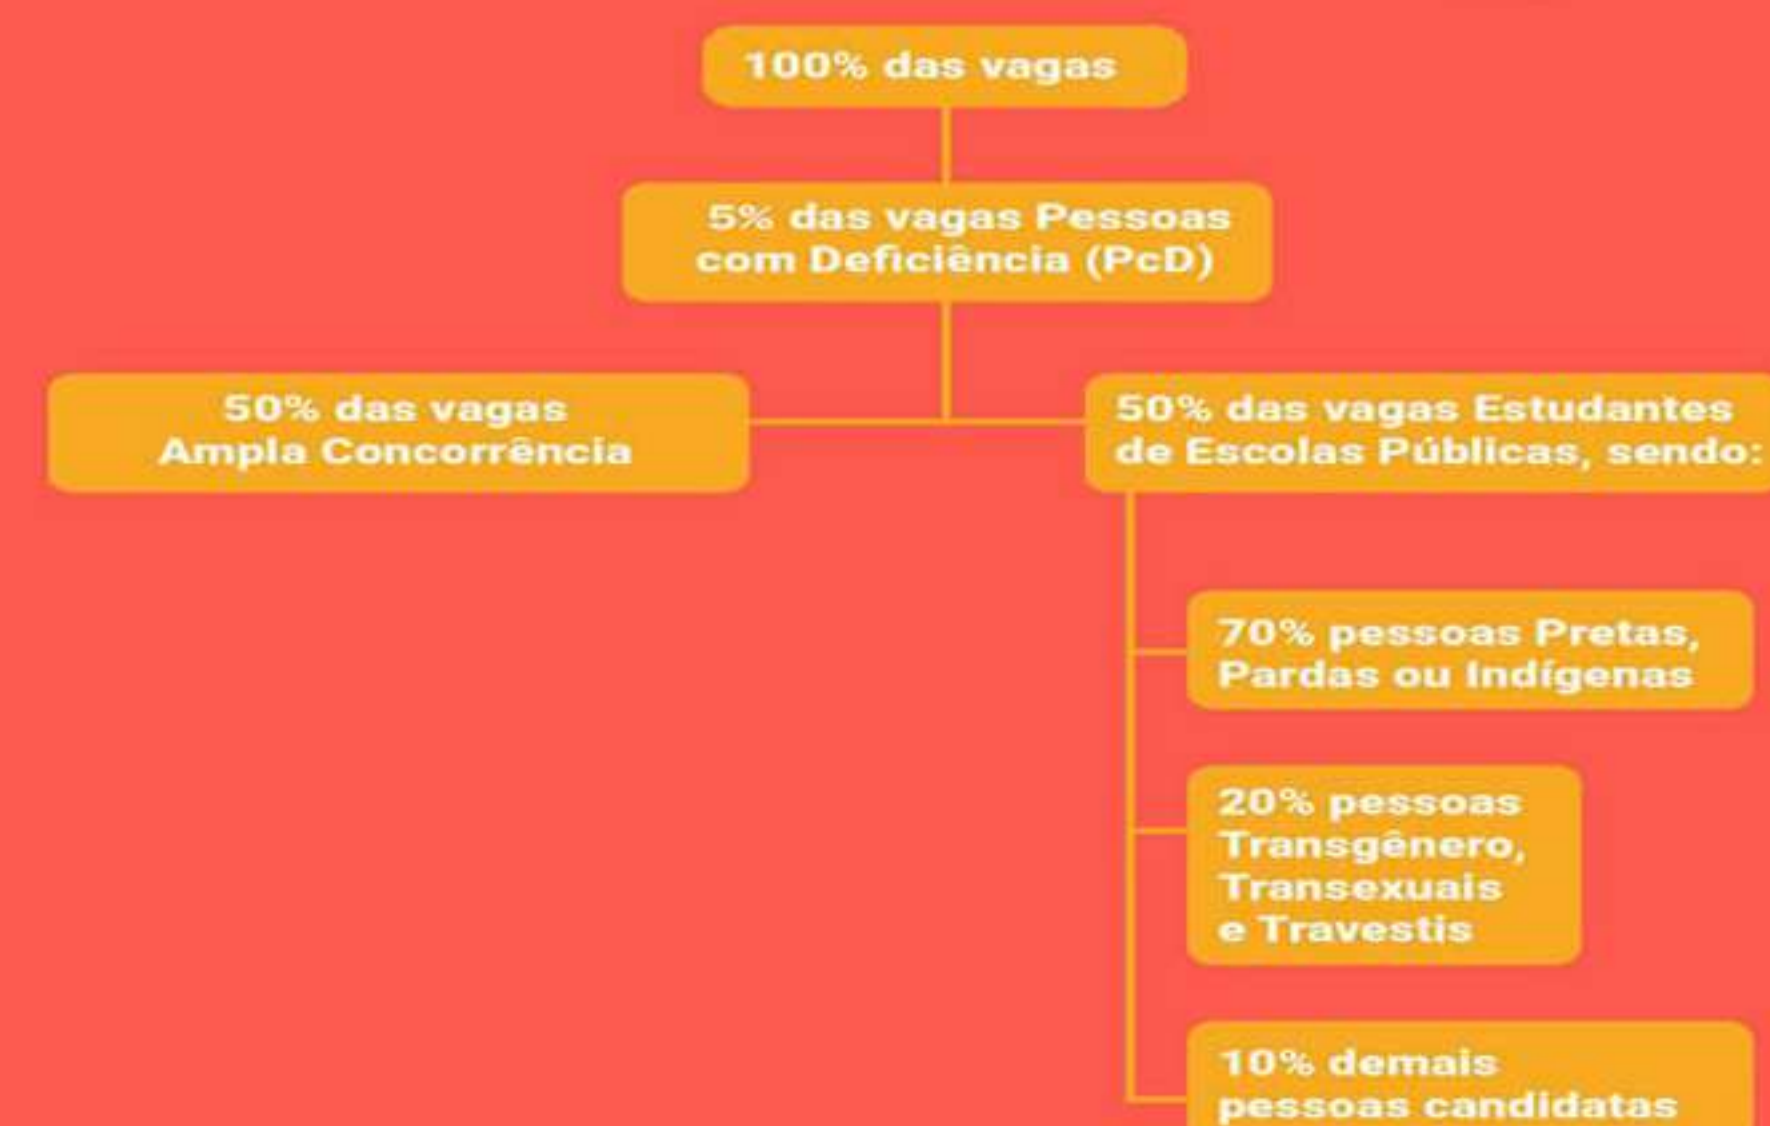 100% das vagas
5% das vagas Pessoas
com Deficiência (PcD)
50% das vagas
Ampla Concorrência
50% das vagas Estudantes
de Escolas Públicas, sendo:
70% pessoas Pretas,
Pardas ou Indígenas
20% pessoas
Transgênero,
Transexuais
e Travestis
10% demais
pessoas candidatas